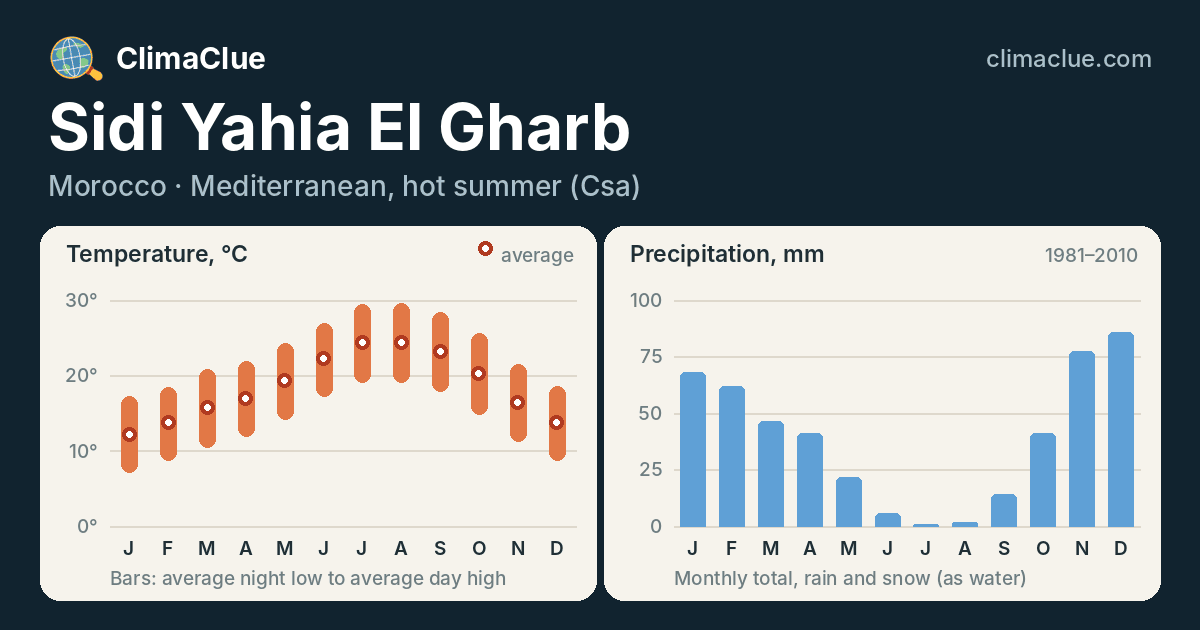 ClimaClue
climaclue.com
Sidi Yahia El Gharb
Morocco · Mediterranean, hot summer (Csa)
Temperature, °C
average
30°
20°
10°
0°
J F M A M J J A S O N D
Bars: average night low to average day high
Precipitation, mm
1981–2010
100
75
50
25
0
J F M A M J J A S O N D
Monthly total, rain and snow (as water)